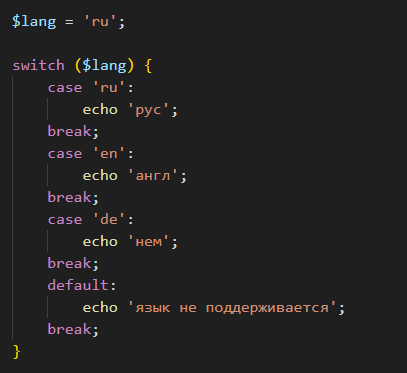 $lang = 'ru';
switch ($lang) {
case 'ru':
echo 'рус';
break;
case 'en':
echo 'англ';
break;
case 'de':
echo 'нем';
break;
default:
echo 'язык не поддерживается';
break;
}